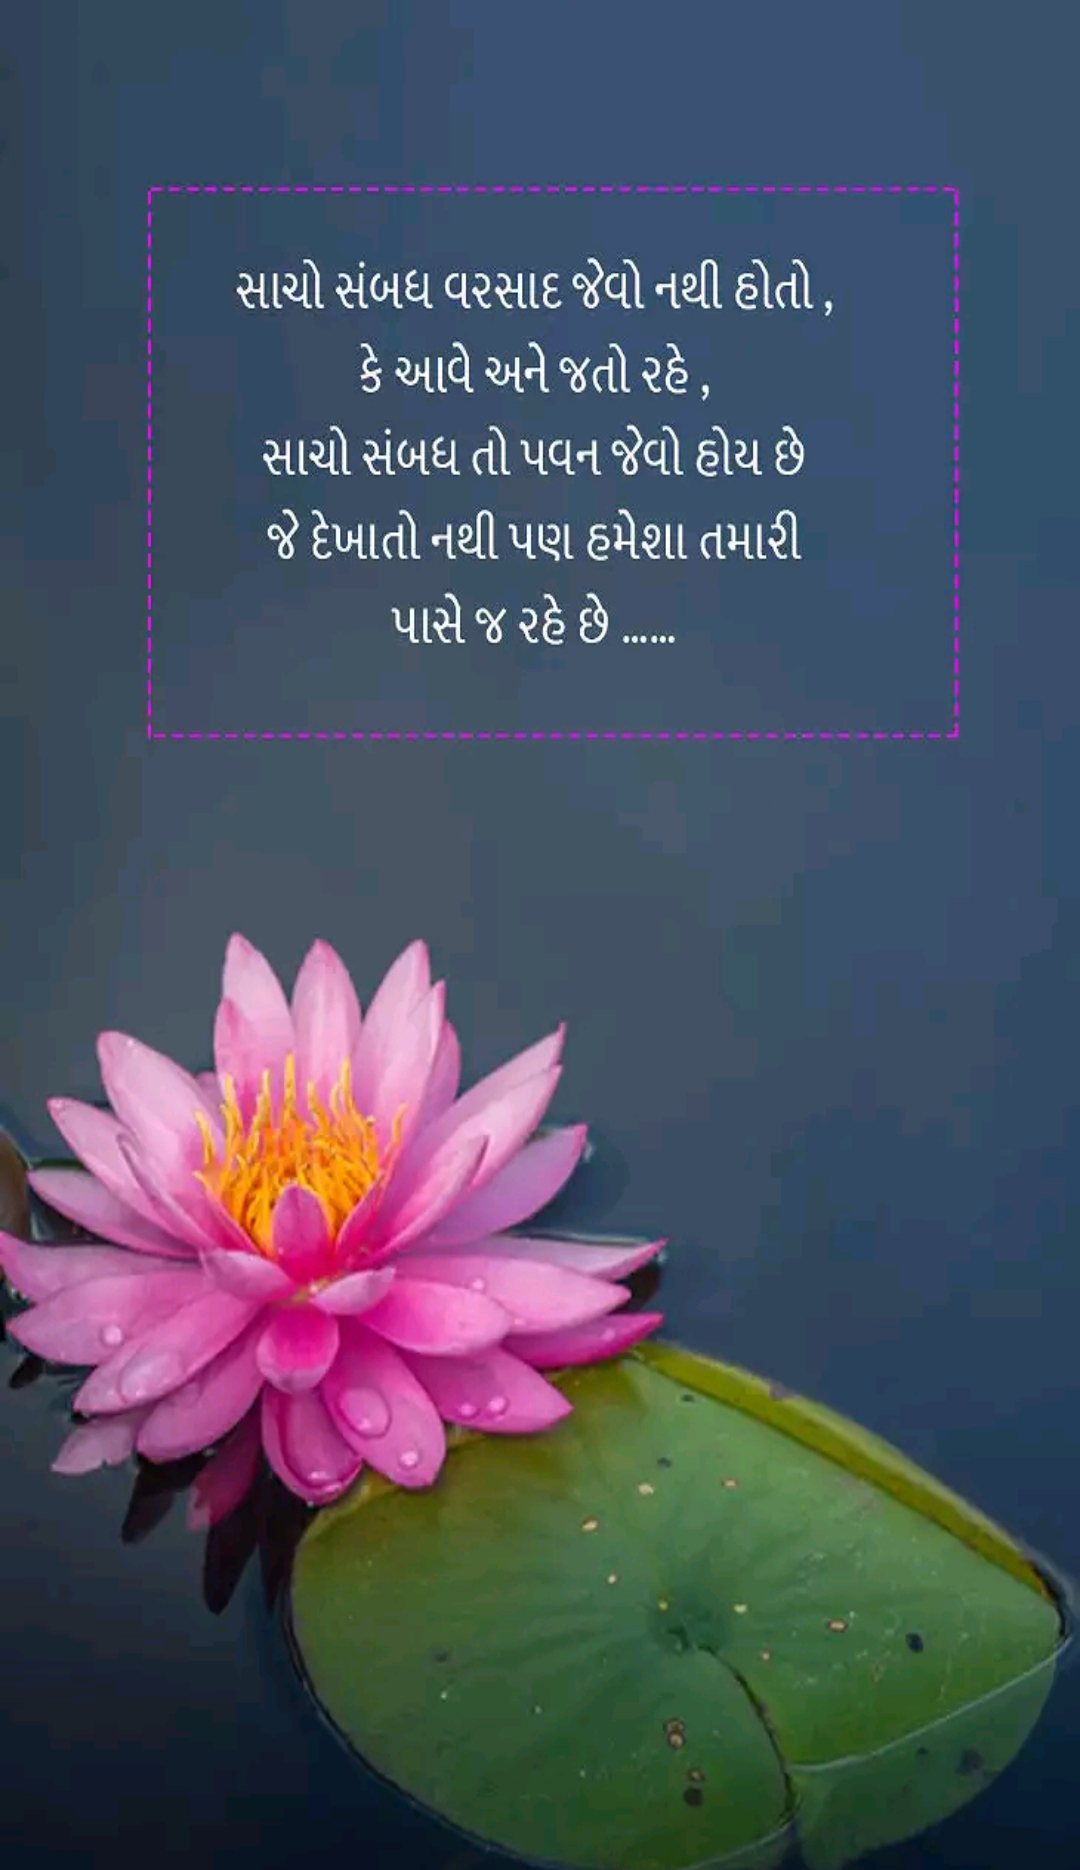 સાચો સંબધ વરસાદ જેવો નથી હોતો ,
કે આવે અને જતો રહે ,
સાચો સંબધ તો પવન જેવો હોય છે
જે દેખાતો નથી પણ હમેશા તમારી
પાસે જ રહે છે ......